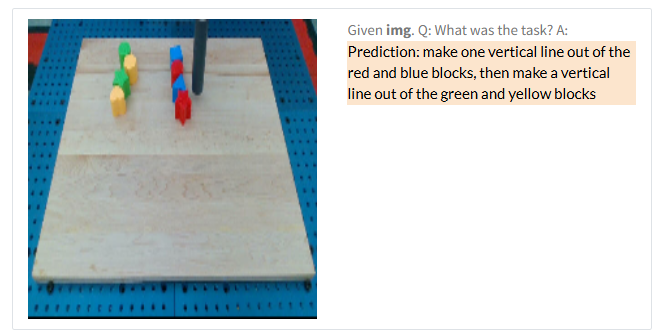 Given img. Q: What was the task? A:
Prediction: make one vertical line out of the
red and blue blocks, then make a vertical
line out of the green and yellow blocks